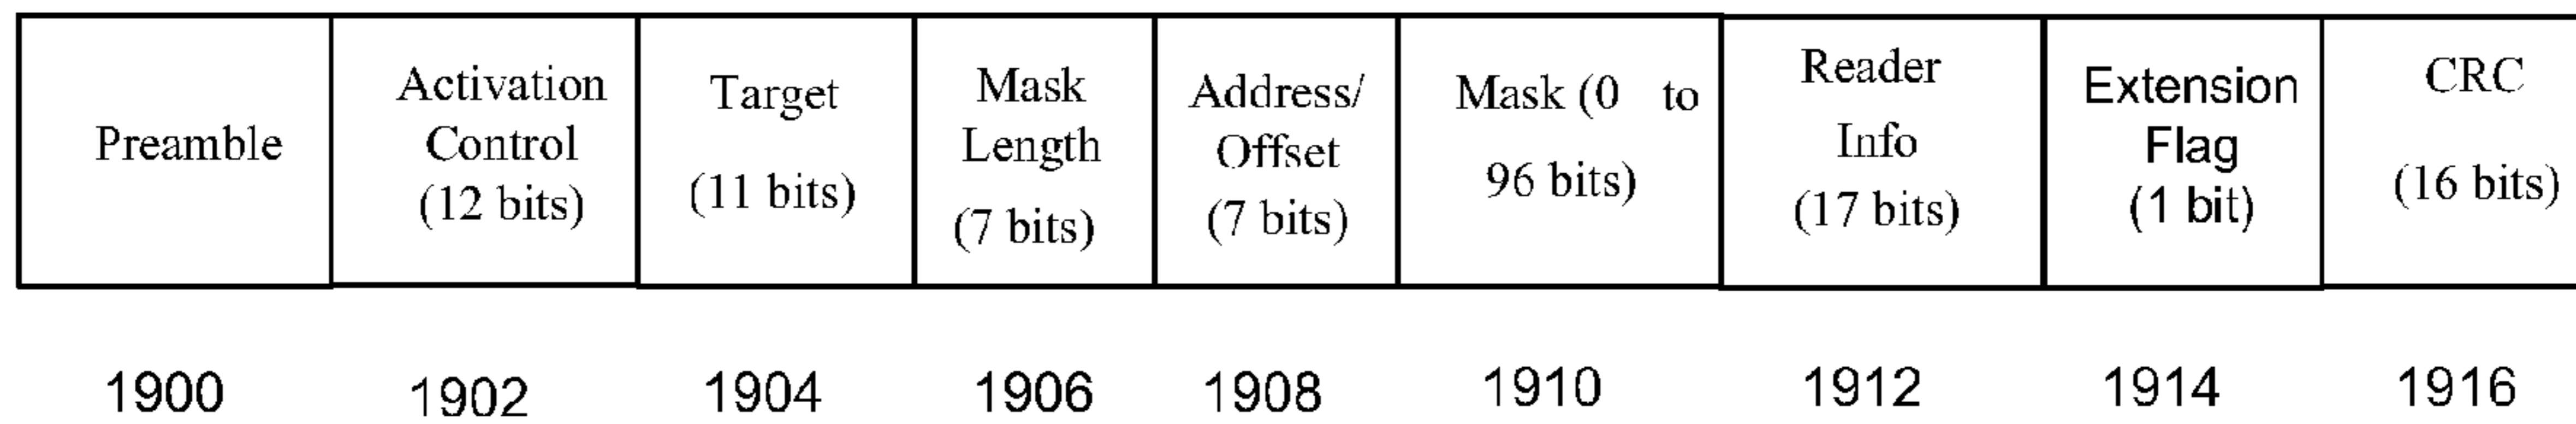 Preamble
Activation
Control
(12 bits)
Target
(11 bits)
Mask
Length
(7 bits)
Address/
Offset
(7 bits)
Mask (0 to
96 bits)
Reader
Info
(17 bits)
Extension
Flag
(1 bit)
CRC
(16 bits)
1900 1902 1904 1906 1908 1910 1912 1914 1916